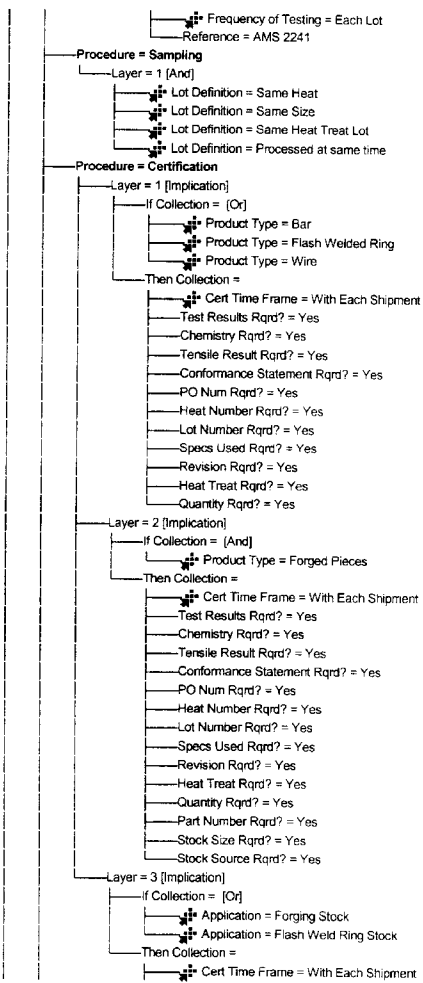 Frequency of Testing = Each Lot
Reference = AMS 2241
Procedure = Sampling
Layer = 1 [And]
Lot Definition = Same Heat
Lot Definition = Same Size
Lot Definition = Same Heat Treat Lot
Lot Definition = Processed at same time
Procedure = Certification
Layer = 1 [Implication]
If Collection = [Or]
Product Type = Bar
Product Type = Flash Welded Ring
Product Type = Wire
Then Collection =
Cert Time Frame = With Each Shipment
Test Results Rqrd? = Yes
Chemistry Rqrd? = Yes
Tensile Result Rqrd? = Yes
Conformance Statement Rqrd? = Yes
PO Num Rqrd? = Yes
Heat Number Rqrd? = Yes
Lot Number Rqrd? = Yes
Specs Used Rqrd? = Yes
Revision Rqrd? = Yes
Heat Treat Rqrd? = Yes
Quantity Rqrd? = Yes
Layer = 2 [Implication]
If Collection = [And]
Product Type = Forged Pieces
Then Collection =
Cert Time Frame = With Each Shipment
Test Results Rqrd? = Yes
Chemistry Rqrd? = Yes
Tensile Result Rqrd? = Yes
Conformance Statement Rqrd? = Yes
PO Num Rqrd? = Yes
Heat Number Rqrd? = Yes
Lot Number Rqrd? = Yes
Specs Used Rqrd? = Yes
Revision Rqrd? = Yes
Heat Treat Rqrd? = Yes
Quantity Rqrd? = Yes
Part Number Rqrd? = Yes
Stock Size Rqrd? = Yes
Stock Source Rqrd? = Yes
Layer = 3 [Implication]
If Collection = [Or]
Application = Forging Stock
Application = Flash Weld Ring Stock
Then Collection =
Cert Time Frame = With Each Shipment